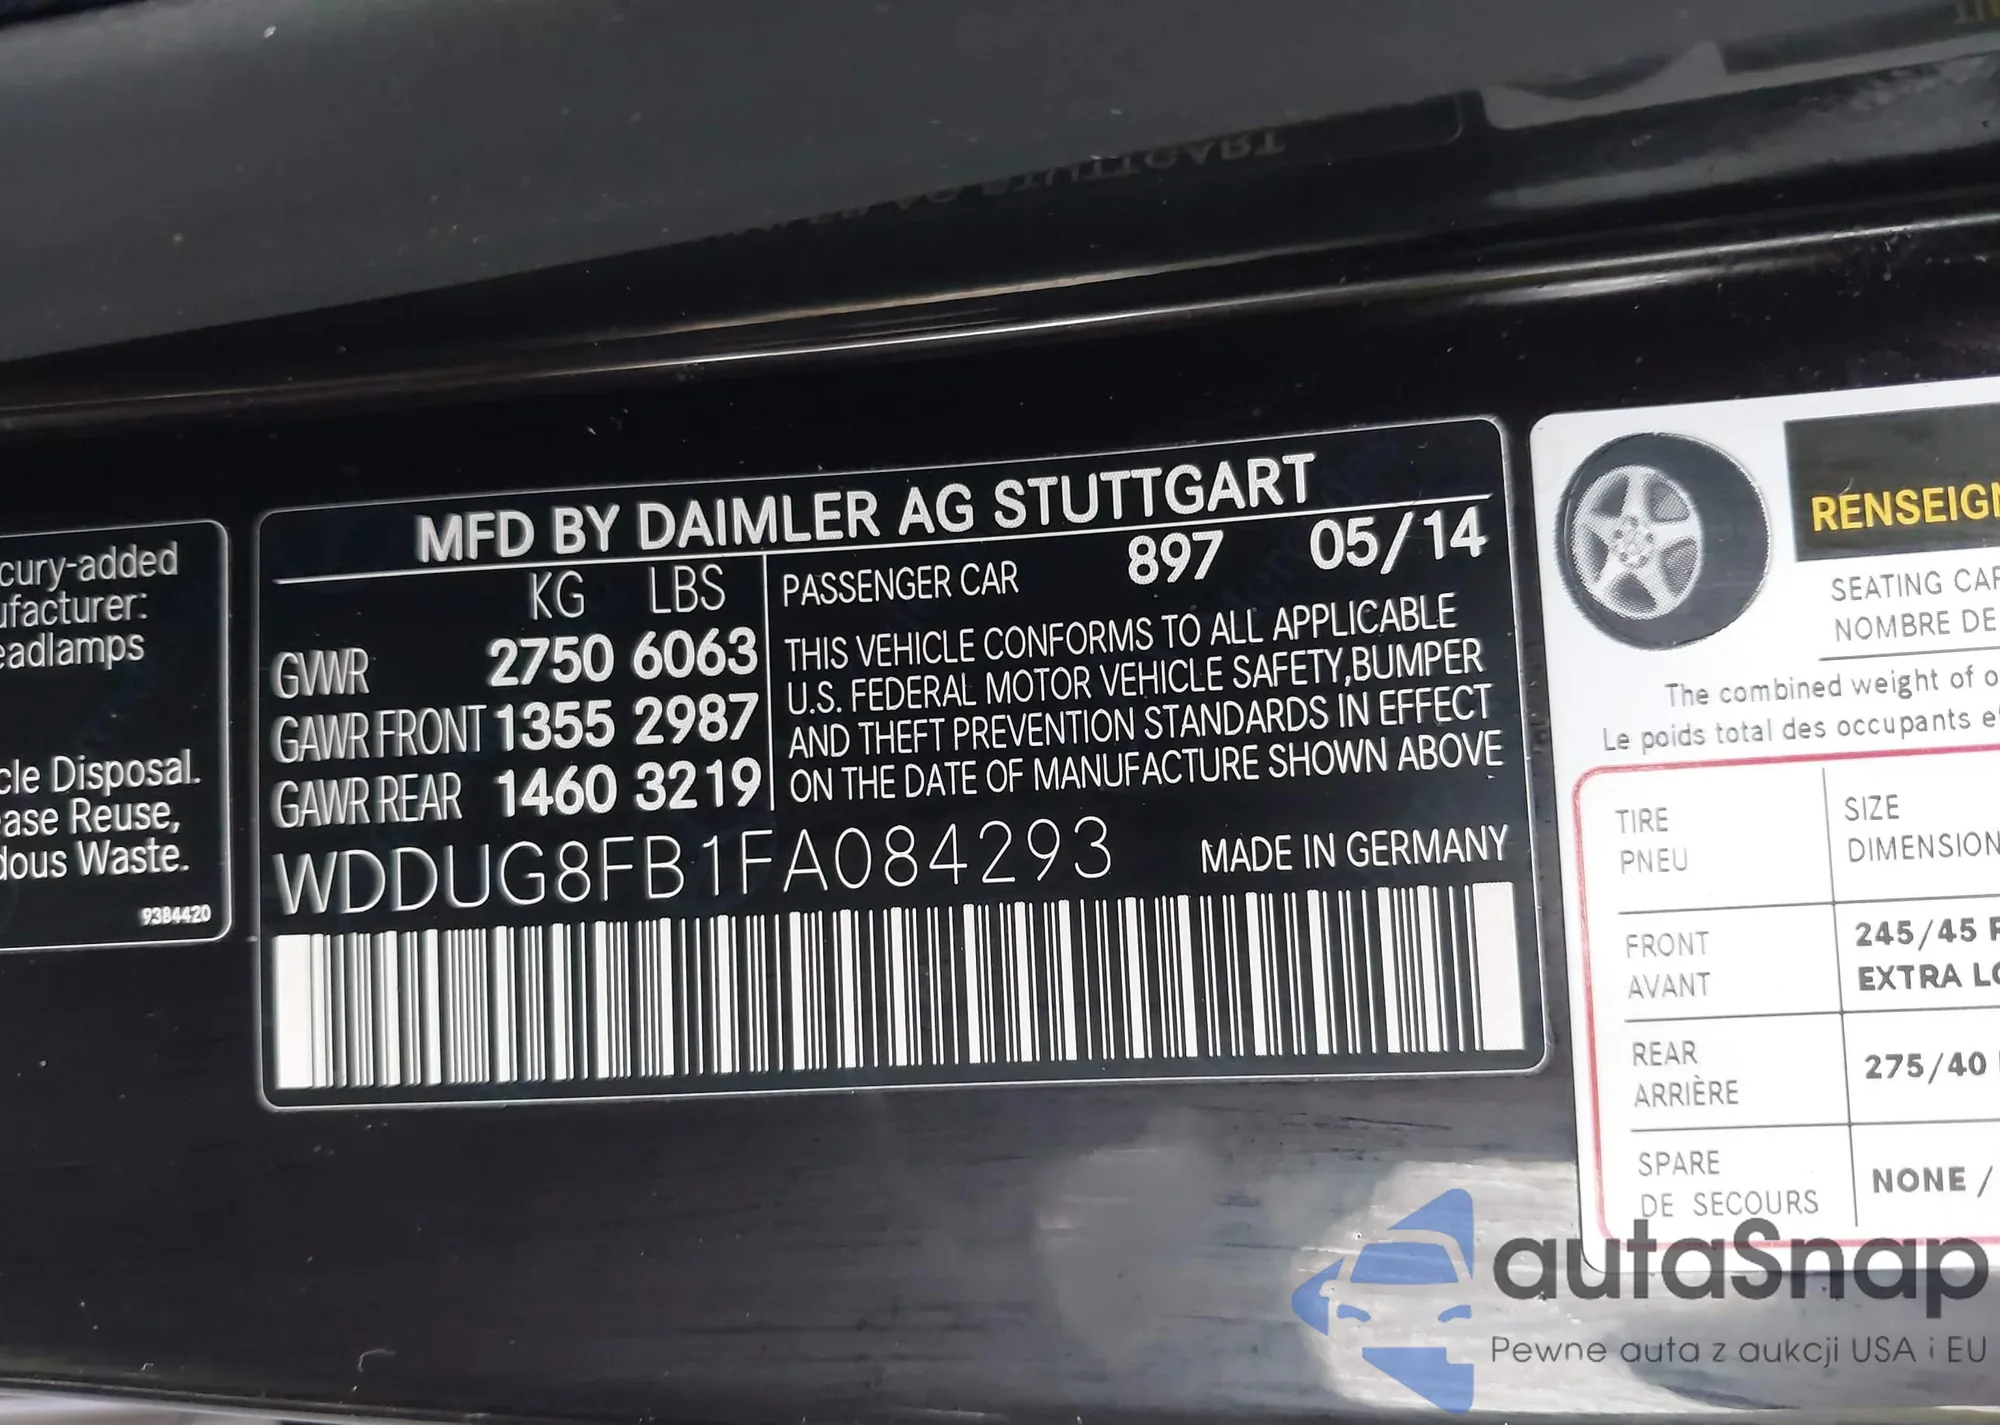 cury-added
ufacturer:
eadlamps
cle Disposal.
ease Reuse,
dous Waste.
9384420
MFD BY DAIMLER AG STUTTGART
KG LBS
GVWR 2750 6063
GAWR FRONT 1355 2987
GAWR REAR 1460 3219
PASSENGER CAR 897 05/14
THIS VEHICLE CONFORMS TO ALL APPLICABLE
U.S. FEDERAL MOTOR VEHICLE SAFETY,BUMPER
AND THEFT PREVENTION STANDARDS IN EFFECT
ON THE DATE OF MANUFACTURE SHOWN ABOVE
WDDUG8FB1FA084293 MADE IN GERMANY
RENSEIGN
SEATING CAP
NOMBRE DE
The combined weight of o
Le poids total des occupants et
TIRE SIZE
PNEU DIMENSION
FRONT 245/45 R
AVANT EXTRA LO
REAR 275/40
ARRIÈRE
SPARE NONE /
DE SECOURS
autaSnap
Pewne auta z aukcji USA i EU